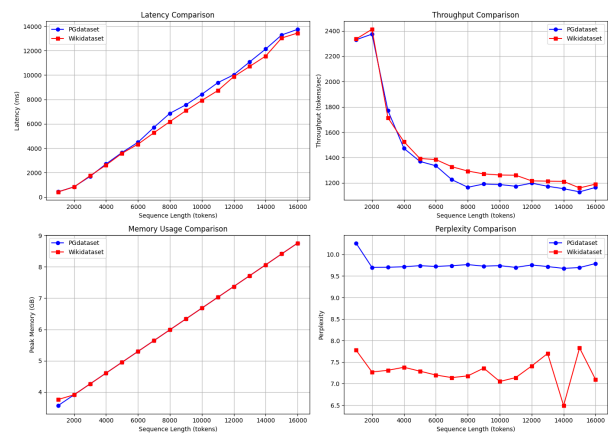 Latency Comparison
PGdataset
Wikidataset
14000
12000
10000
8000
6000
4000
2000
0
Latency (ms)
2000 4000 6000 8000 10000 12000 14000 16000
Sequence Length (tokens)
Throughput Comparison
PGdataset
Wikidataset
2400
2200
2000
1800
1600
1400
1200
Throughput (tokens/sec)
2000 4000 6000 8000 10000 12000 14000 16000
Sequence Length (tokens)
Memory Usage Comparison
PGdataset
Wikidataset
9
8
7
6
5
4
Peak Memory (GB)
2000 4000 6000 8000 10000 12000 14000 16000
Sequence Length (tokens)
Perplexity Comparison
PGdataset
Wikidataset
10.0
9.5
9.0
8.5
8.0
7.5
7.0
6.5
Perplexity
2000 4000 6000 8000 10000 12000 14000 16000
Sequence Length (tokens)